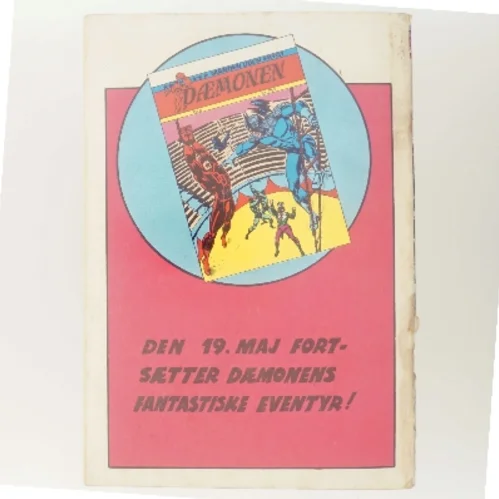 DÆMONEN
DEN 19. MAJ FORT-
SÆTTER DÆMONENS
FANTASTISKE EVENTYR!